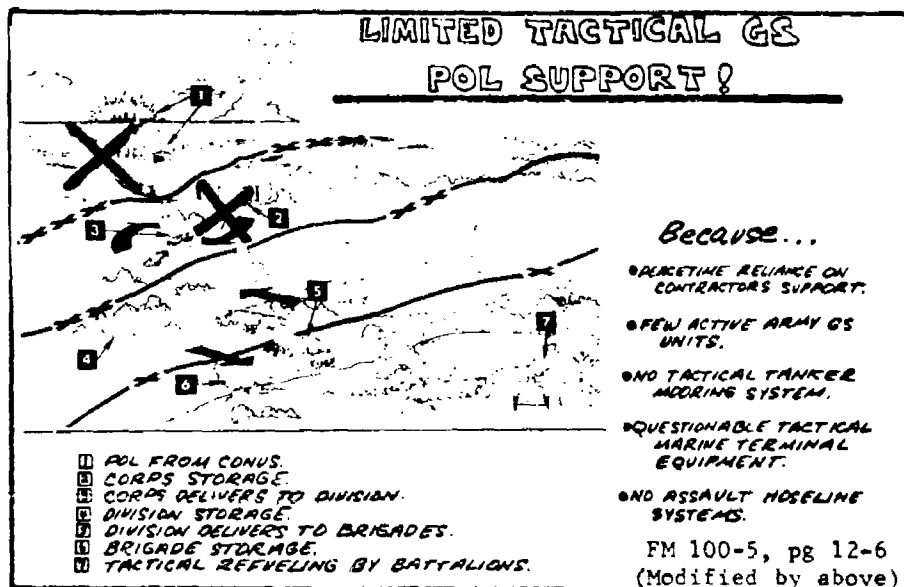 LIMITED TACTICAL GS
POL SUPPORT!
1
2
3
5
4
7
6
Because...
• PEACETIME RELIANCE ON
CONTRACTORS SUPPORT.
• FEW ACTIVE ARMY GS
UNITS.
• NO TACTICAL TANKER
MOORING SYSTEM.
• QUESTIONABLE TACTICAL
MARINE TERMINAL
EQUIPMENT.
• NO ASSAULT HOSELINE
SYSTEMS.
1 POL FROM CONUS.
2 CORPS STORAGE.
3 CORPS DELIVERS TO DIVISION.
4 DIVISION STORAGE.
5 DIVISION DELIVERS TO BRIGADES.
6 BRIGADE STORAGE.
7 TACTICAL REFUELING BY BATTALIONS.
FM 100-5, pg 12-6
(Modified by above)